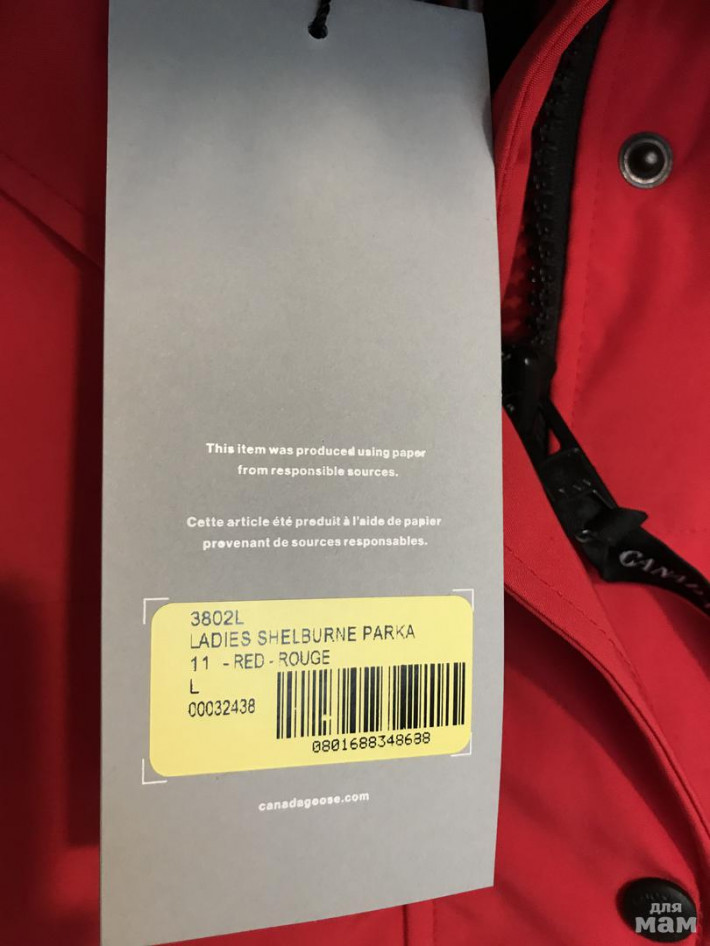 This item was produced using paper
from responsible sources.
Cette article été produit à l'aide de papier
provenant de sources responsables.
3802L
LADIES SHELBURNE PARKA
11 - RED - ROUGE
L
00032438
0801688348688
canadagoose.com
CANAD
для
мам